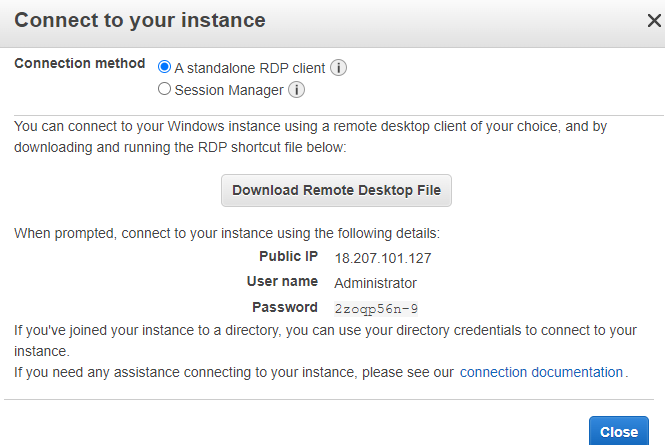 Connect to your instance
Connection method
A standalone RDP client
Session Manager
You can connect to your Windows instance using a remote desktop client of your choice, and by
downloading and running the RDP shortcut file below:
Download Remote Desktop File
When prompted, connect to your instance using the following details:
Public IP 18.207.101.127
User name Administrator
Password 2zoqp56n-9
If you've joined your instance to a directory, you can use your directory credentials to connect to your
instance.
If you need any assistance connecting to your instance, please see our connection documentation.
Close